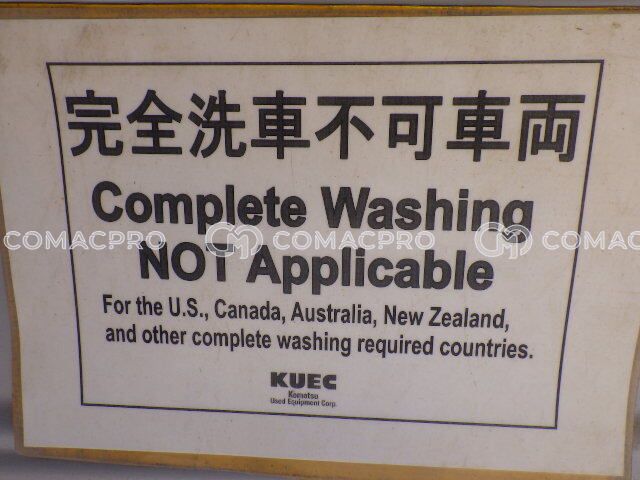 完全洗車不可車両
Complete Washing
COMACPRO COMACPRO COMACPRO
NOT Applicable
For the U.S., Canada, Australia, New Zealand,
and other complete washing required countries.
KUEC
Komatsu
Used Equipment Corp.